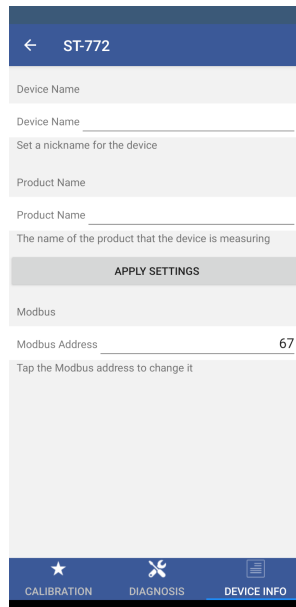 ST-772
Device Name
Device Name
Set a nickname for the device
Product Name
Product Name
The name of the product that the device is measuring
APPLY SETTINGS
Modbus
Modbus Address 67
Tap the Modbus address to change it
CALIBRATION DIAGNOSIS DEVICE INFO